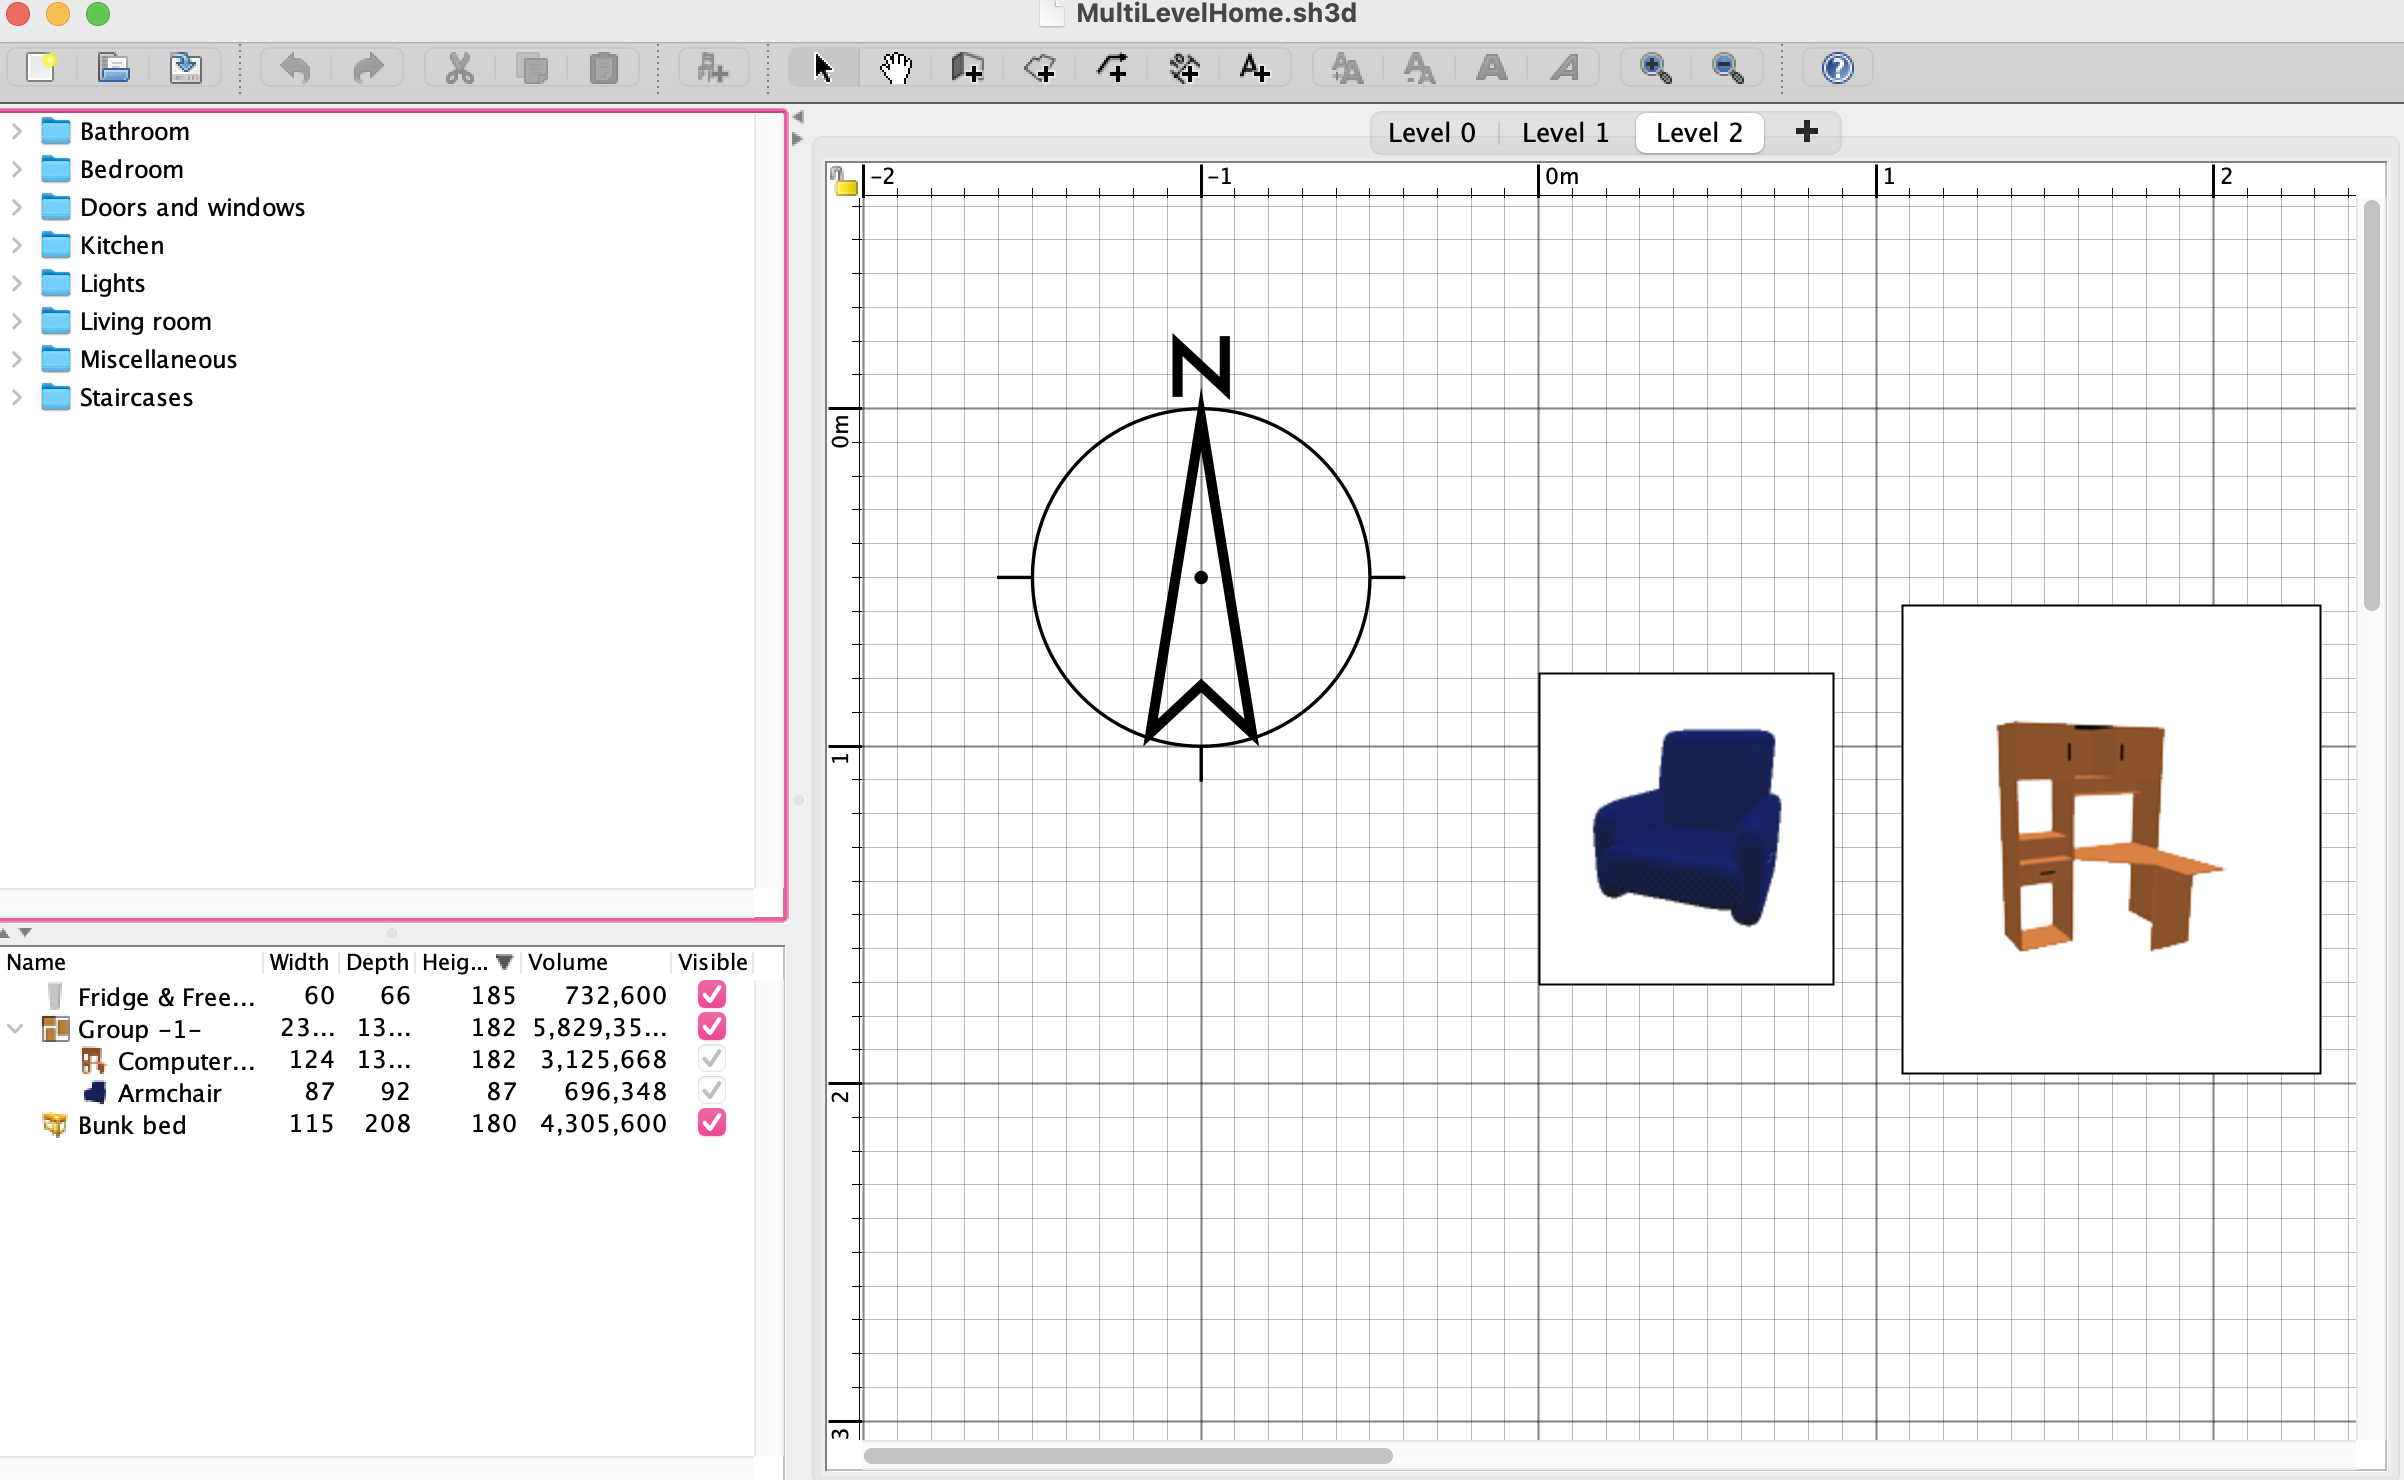 MultiLevelHome.sh3d
Bathroom
Bedroom
Doors and windows
Kitchen
Lights
Living room
Miscellaneous
Staircases
Level 0 Level 1 Level 2 +
-2 -1 0m 1 2
N
0m
1
2
3
Name Width Depth Heig... Volume Visible
Fridge & Free... 60 66 185 732,600
Group -1- 23... 13... 182 5,829,35...
Computer... 124 13... 182 3,125,668
Armchair 87 92 87 696,348
Bunk bed 115 208 180 4,305,600